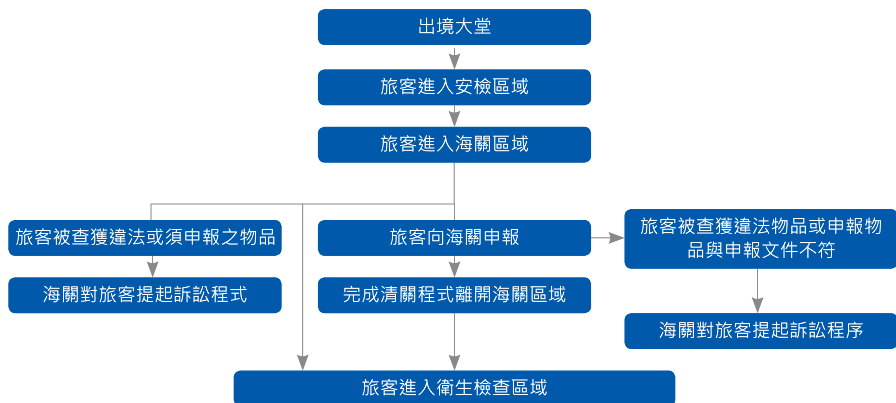 出境大堂
旅客進入安檢區域
旅客進入海關區域
旅客被查獲違法或須申報之物品
旅客向海關申報
旅客被查獲違法物品或申報物
品與申報文件不符
海關對旅客提起訴訟程式
完成清關程式離開海關區域
海關對旅客提起訴訟程序
旅客進入衛生檢查區域